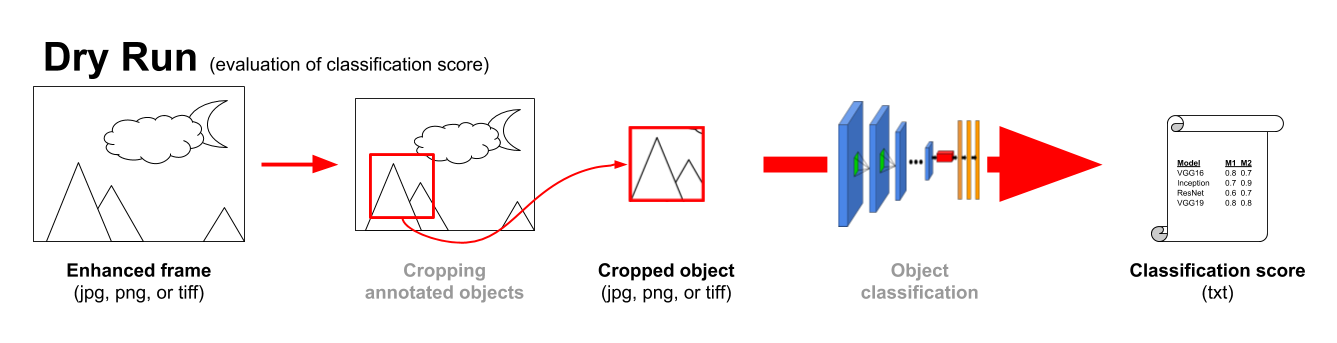 Dry Run (evaluation of classification score)
Model M1 M2
VGG16 0.8 0.7
Inception 0.7 0.9
ResNet 0.6 0.7
VGG19 0.8 0.8
Enhanced frame
(jpg, png, or tiff)
Cropping
annotated objects
Cropped object
(jpg, png, or tiff)
Object
classification
Classification score
(txt)